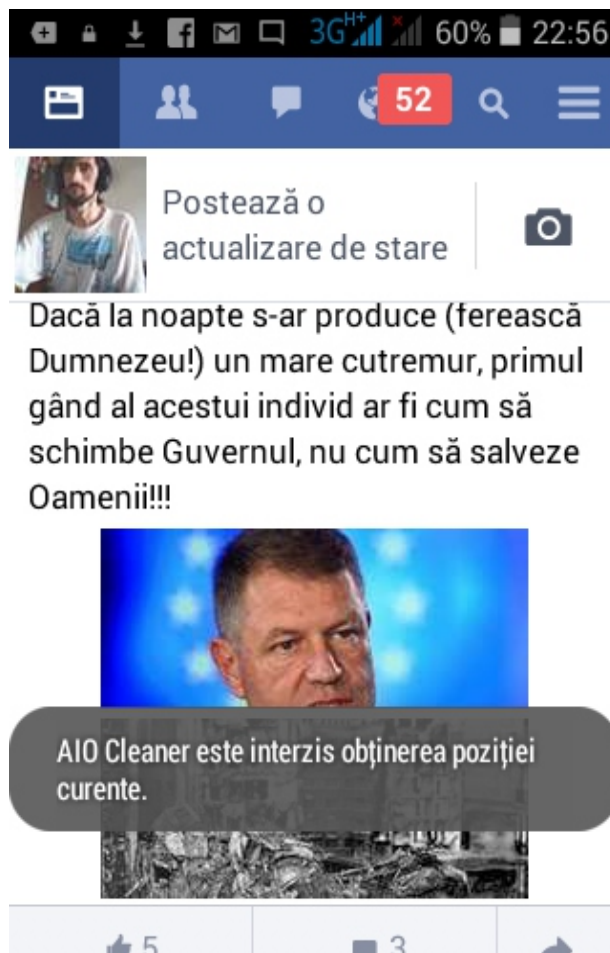 3G H+ 60% 22:56
52
Postează o
actualizare de stare
Dacă la noapte s-ar produce (ferească
Dumnezeu!) un mare cutremur, primul
gând al acestui individ ar fi cum să
schimbe Guvernul, nu cum să salveze
Oamenii!!!
AIO Cleaner este interzis obținerea poziției
curente.
5 3